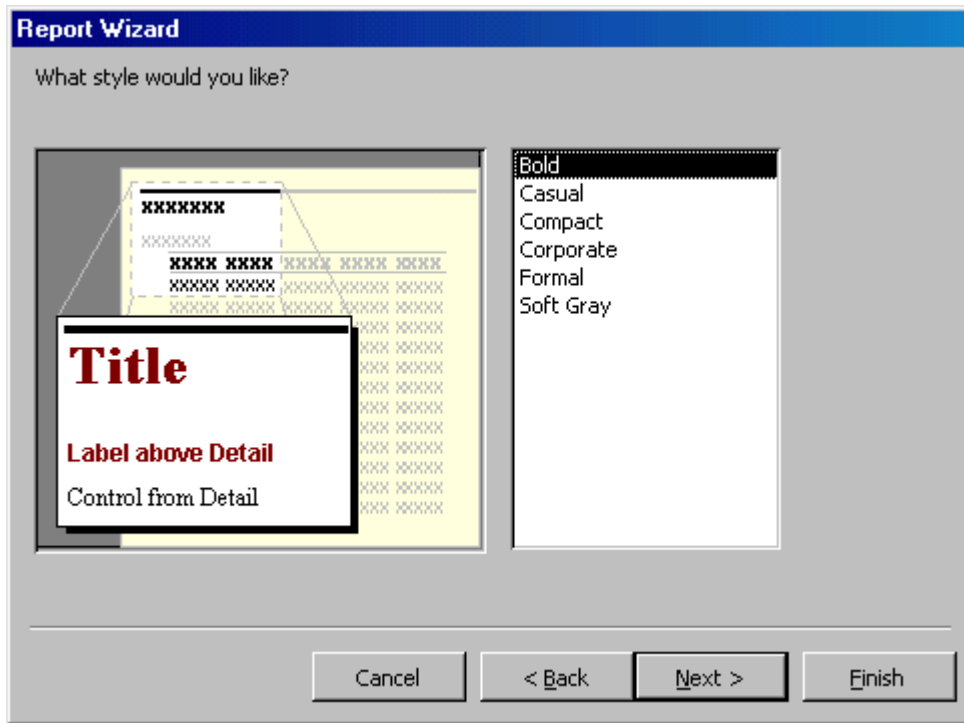 Report Wizard
What style would you like?
xxxxxxx
xxxxxxx
xxxx xxxx xxxx xxxx xxxx
xxxxx xxxxx xxxxx xxxxx xxxxx
Title
Label above Detail
Control from Detail
Bold
Casual
Compact
Corporate
Formal
Soft Gray
Cancel
< Back
Next >
Finish